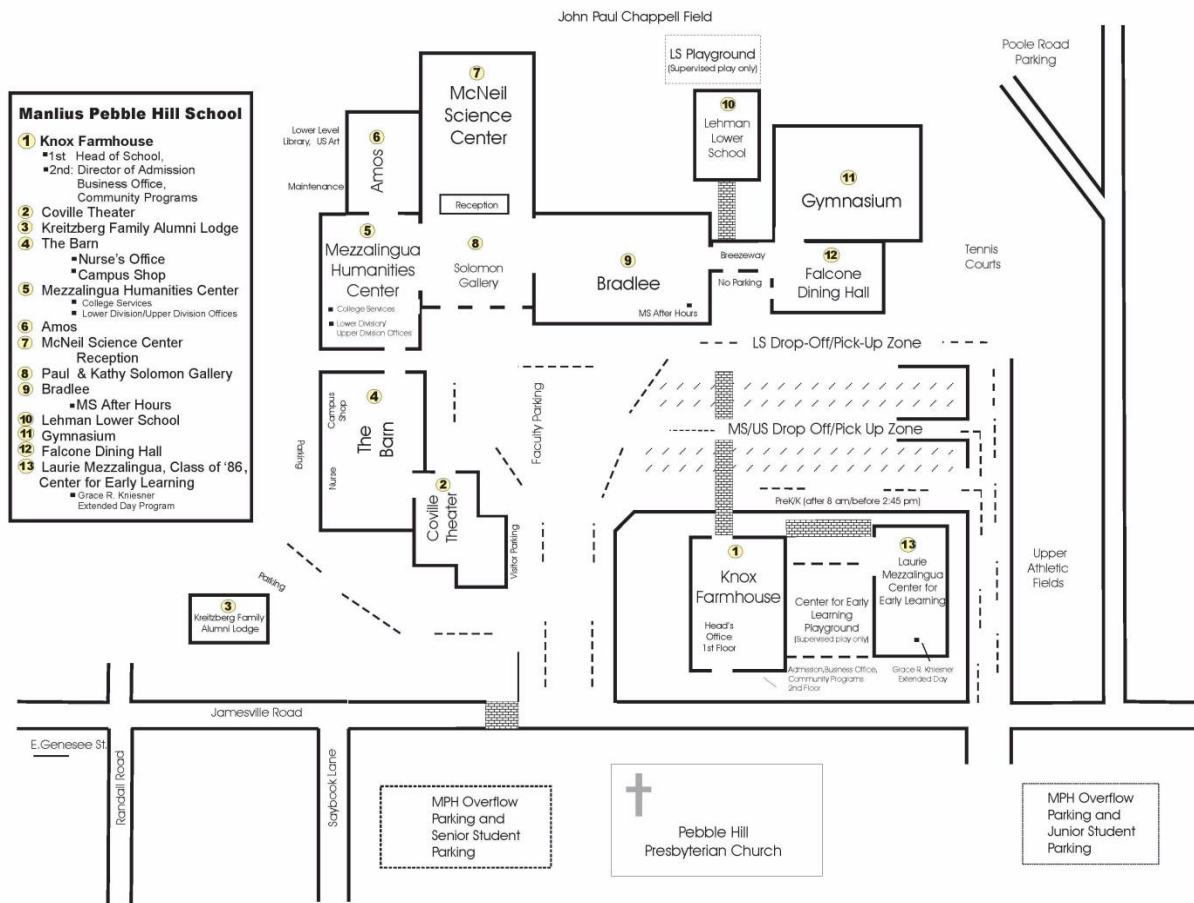 John Paul Chappell Field
Poole Road
Parking
LS Playground
(Supervised play only)
Manlius Pebble Hill School
1 Knox Farmhouse
1st Head of School,
2nd: Director of Admission
Business Office,
Community Programs
2 Coville Theater
3 Kreitzberg Family Alumni Lodge
4 The Barn
Nurse's Office
Campus Shop
5 Mezzalingua Humanities Center
College Services
Lower Division/Upper Division Offices
6 Amos
7 McNeil Science Center
Reception
8 Paul & Kathy Solomon Gallery
9 Bradlee
MS After Hours
10 Lehman Lower School
11 Gymnasium
12 Falcone Dining Hall
13 Laurie Mezzalingua, Class of '86,
Center for Early Learning
Grace R. Kniesner
Extended Day Program
7
McNeil
Science
Center
Lower Level
Library, US Art
6
Amos
Maintenance
Reception
10
Lehman
Lower
School
11
Gymnasium
5
Mezzalingua
Humanities
Center
College Services
Lower Division/
Upper Division Offices
8
Solomon
Gallery
9
Bradlee
MS After Hours
Breezeway
No Parking
12
Falcone
Dining Hall
Tennis
Courts
LS Drop-Off/Pick-Up Zone
4
The
Barn
Campus
Shop
Nurse
Parking
Faculty Parking
MS/US Drop Off/Pick Up Zone
2
Coville
Theater
Visitor Parking
PreK/K (after 8 am/before 2:45 pm)
1
Knox
Farmhouse
Head's
Office
1st Floor
Center for Early
Learning
Playground
(Supervised play only)
13
Laurie
Mezzalingua
Center for
Early Learning
Grace R. Kniesner
Extended Day
Admission,Business Office,
Community Programs
2nd Floor
Upper
Athletic
Fields
Parking
3
Kreitzberg Family
Alumni Lodge
Jamesville Road
E.Genesee St.
Randall Road
Saybook Lane
MPH Overflow
Parking and
Senior Student
Parking
Pebble Hill
Presbyterian Church
MPH Overflow
Parking and
Junior Student
Parking